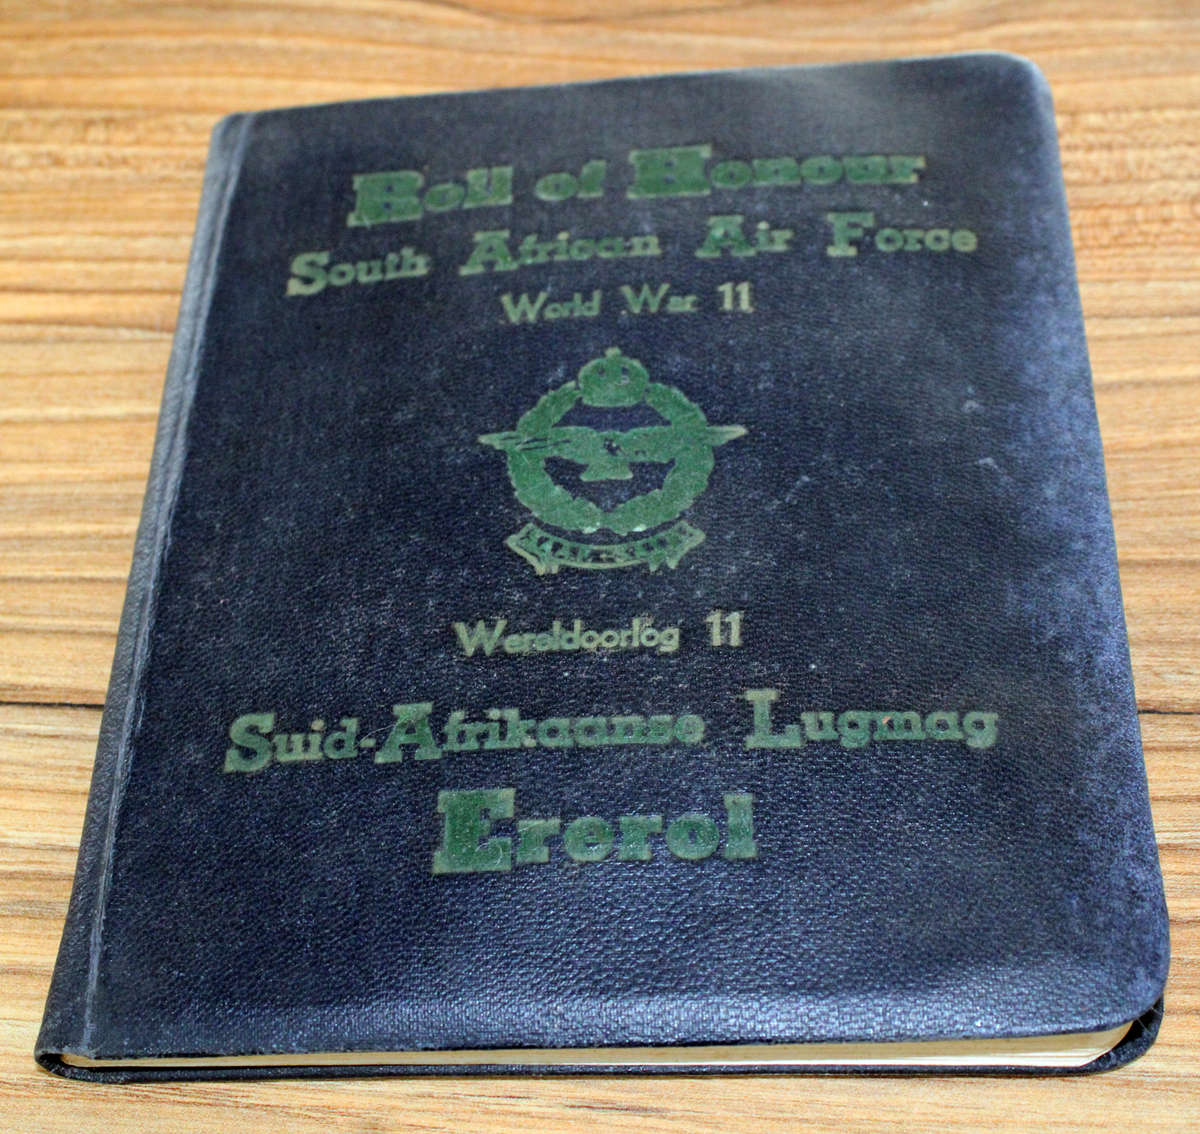 Roll of Honour
South African Air Force
World War 11
Wereldoorlog 11
Suid-Afrikaanse Lugmag
Ererol